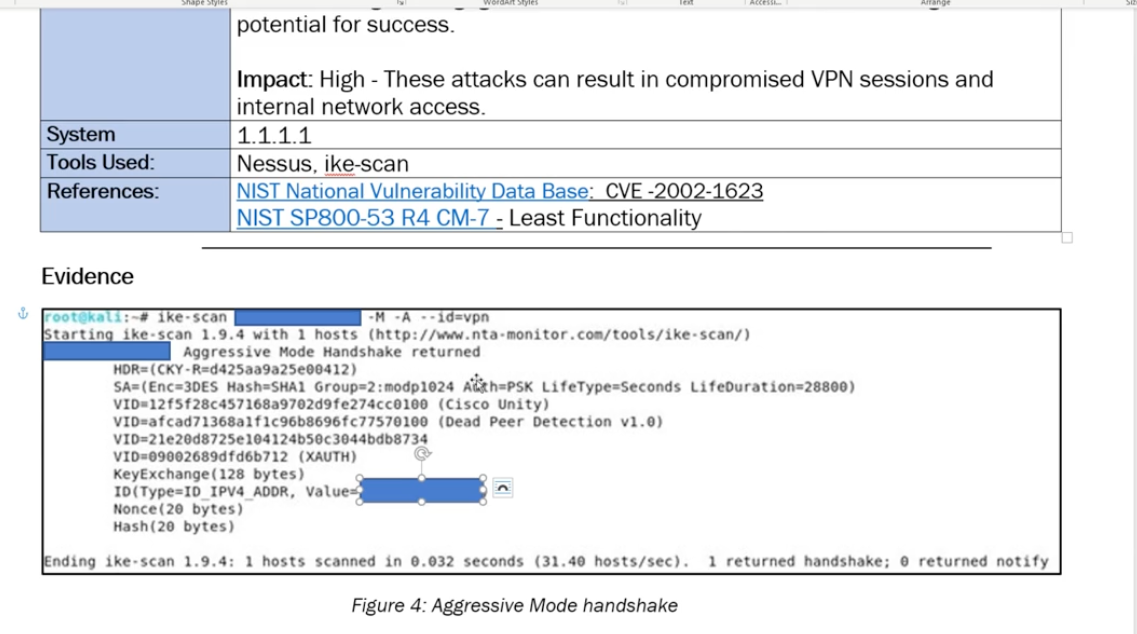 Shape Styles
WordArt Styles
Text
Accessi...
Arrange
potential for success.
Impact: High - These attacks can result in compromised VPN sessions and
internal network access.
System
1.1.1.1
Tools Used:
Nessus, ike-scan
References:
NIST National Vulnerability Data Base: CVE -2002-1623
NIST SP800-53 R4 CM-7 - Least Functionality
Evidence
root@kali:~# ike-scan -M -A --id=vpn
Starting ike-scan 1.9.4 with 1 hosts (http://www.nta-monitor.com/tools/ike-scan/)
Aggressive Mode Handshake returned
HDR=(CKY-R=d425aa9a25e00412)
SA=(Enc=3DES Hash=SHA1 Group=2:modp1024 Auth=PSK LifeType=Seconds LifeDuration=28800)
VID=12f5f28c457168a9702d9fe274cc0100 (Cisco Unity)
VID=afcad71368a1f1c96b8696fc77570100 (Dead Peer Detection v1.0)
VID=21e20d8725e104124b50c3044bdb8734
VID=09002689dfd6b712 (XAUTH)
KeyExchange(128 bytes)
ID(Type=ID_IPV4_ADDR, Value=
Nonce(20 bytes)
Hash(20 bytes)
Ending ike-scan 1.9.4: 1 hosts scanned in 0.032 seconds (31.40 hosts/sec). 1 returned handshake; 0 returned notify
Figure 4: Aggressive Mode handshake